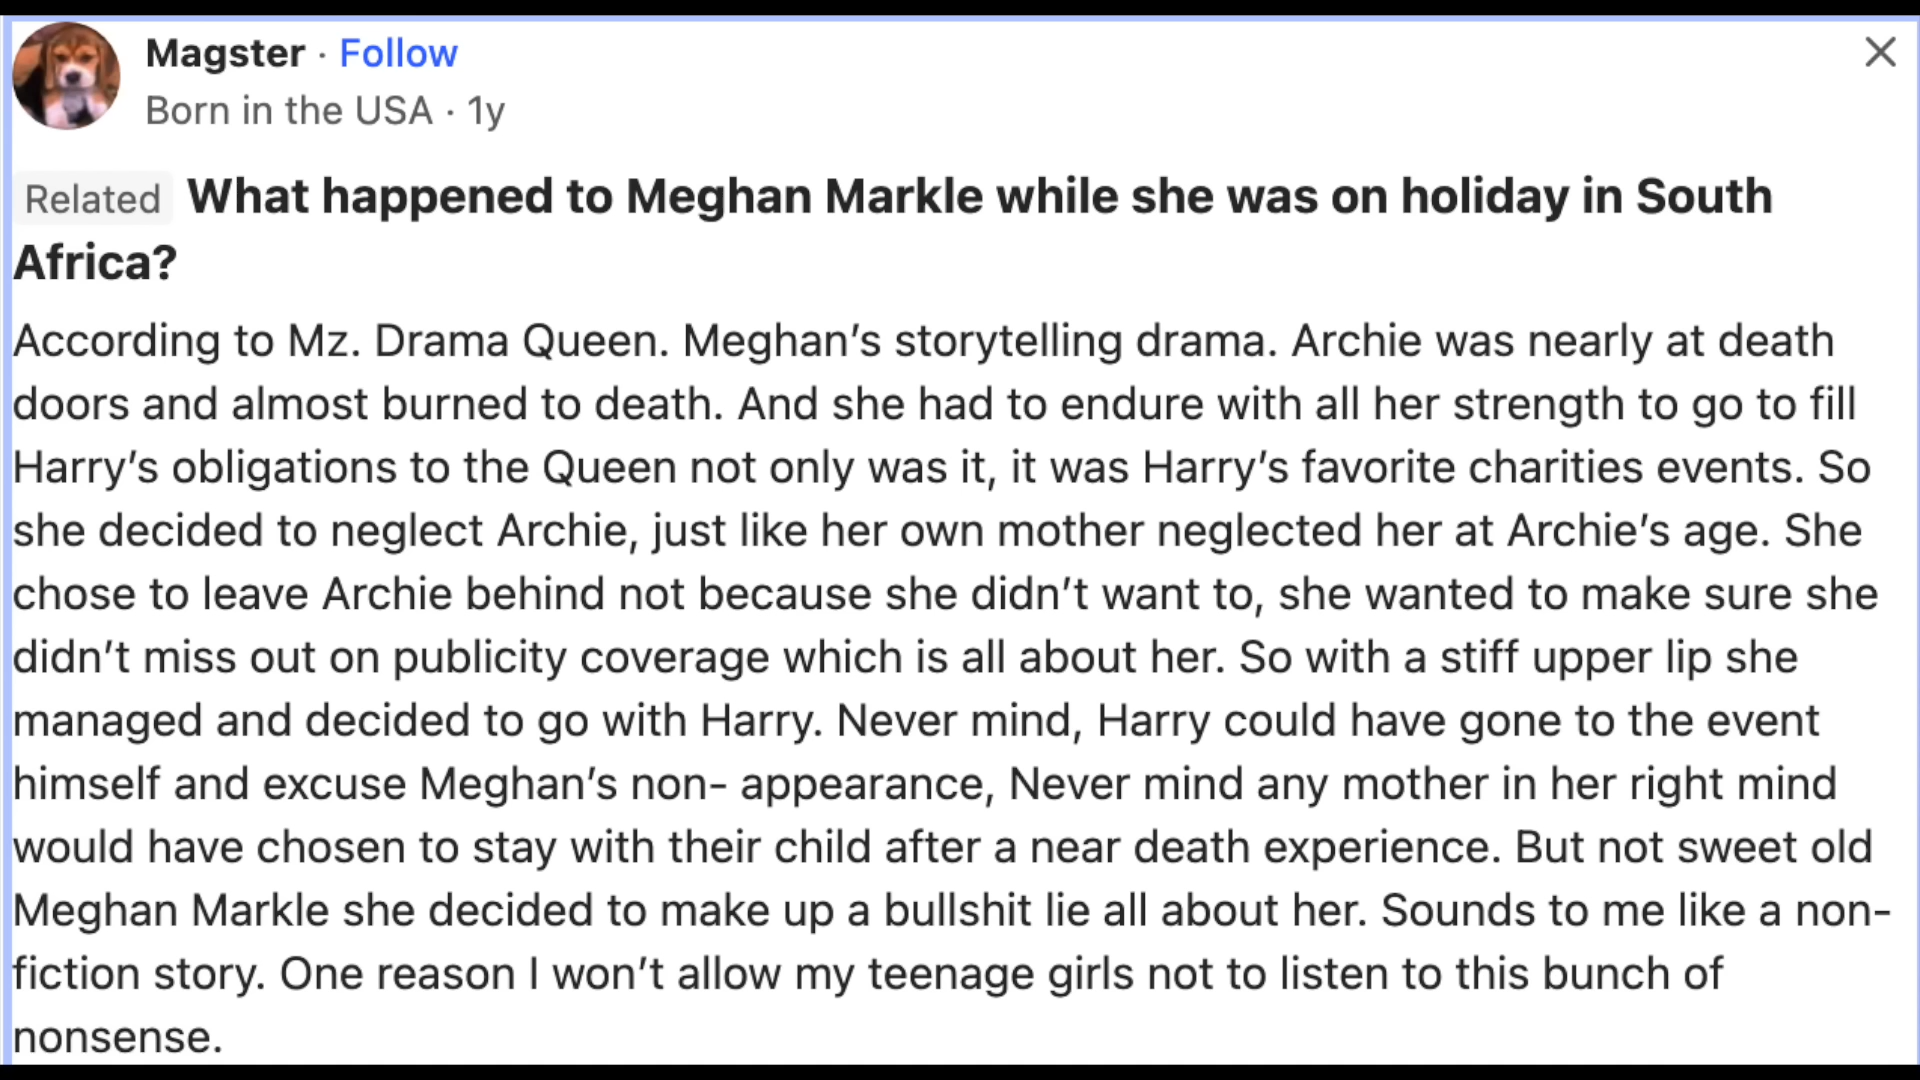 Magster · Follow
Born in the USA · 1y
Related What happened to Meghan Markle while she was on holiday in South
Africa?
According to Mz. Drama Queen. Meghan’s storytelling drama. Archie was nearly at death
doors and almost burned to death. And she had to endure with all her strength to go to fill
Harry’s obligations to the Queen not only was it, it was Harry’s favorite charities events. So
she decided to neglect Archie, just like her own mother neglected her at Archie’s age. She
chose to leave Archie behind not because she didn’t want to, she wanted to make sure she
didn’t miss out on publicity coverage which is all about her. So with a stiff upper lip she
managed and decided to go with Harry. Never mind, Harry could have gone to the event
himself and excuse Meghan’s non- appearance, Never mind any mother in her right mind
would have chosen to stay with their child after a near death experience. But not sweet old
Meghan Markle she decided to make up a bullshit lie all about her. Sounds to me like a non-
fiction story. One reason I won’t allow my teenage girls not to listen to this bunch of
nonsense.